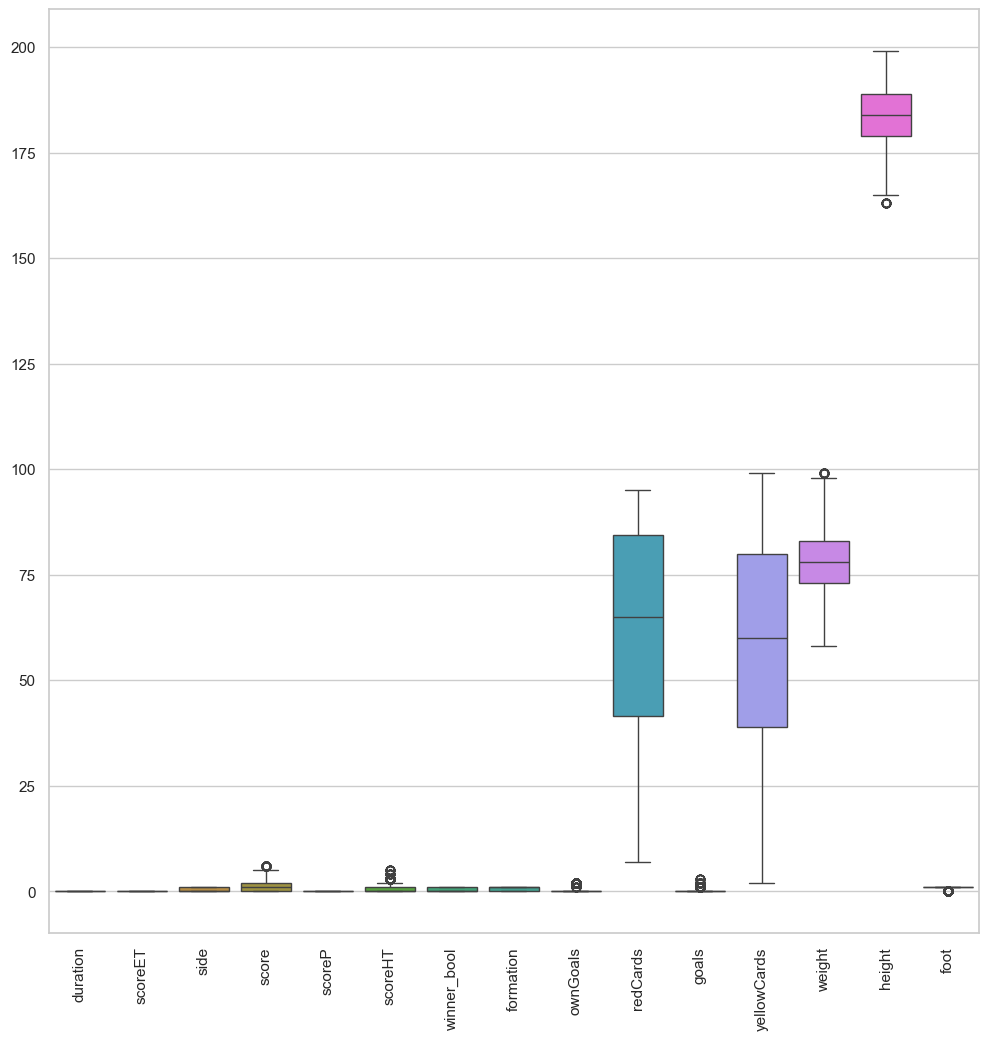 200
175
150
125
100
75
50
25
0
duration
scoreET
side
score
scoreP
scoreHT
winner_bool
formation
ownGoals
redCards
goals
yellowCards
weight
height
foot